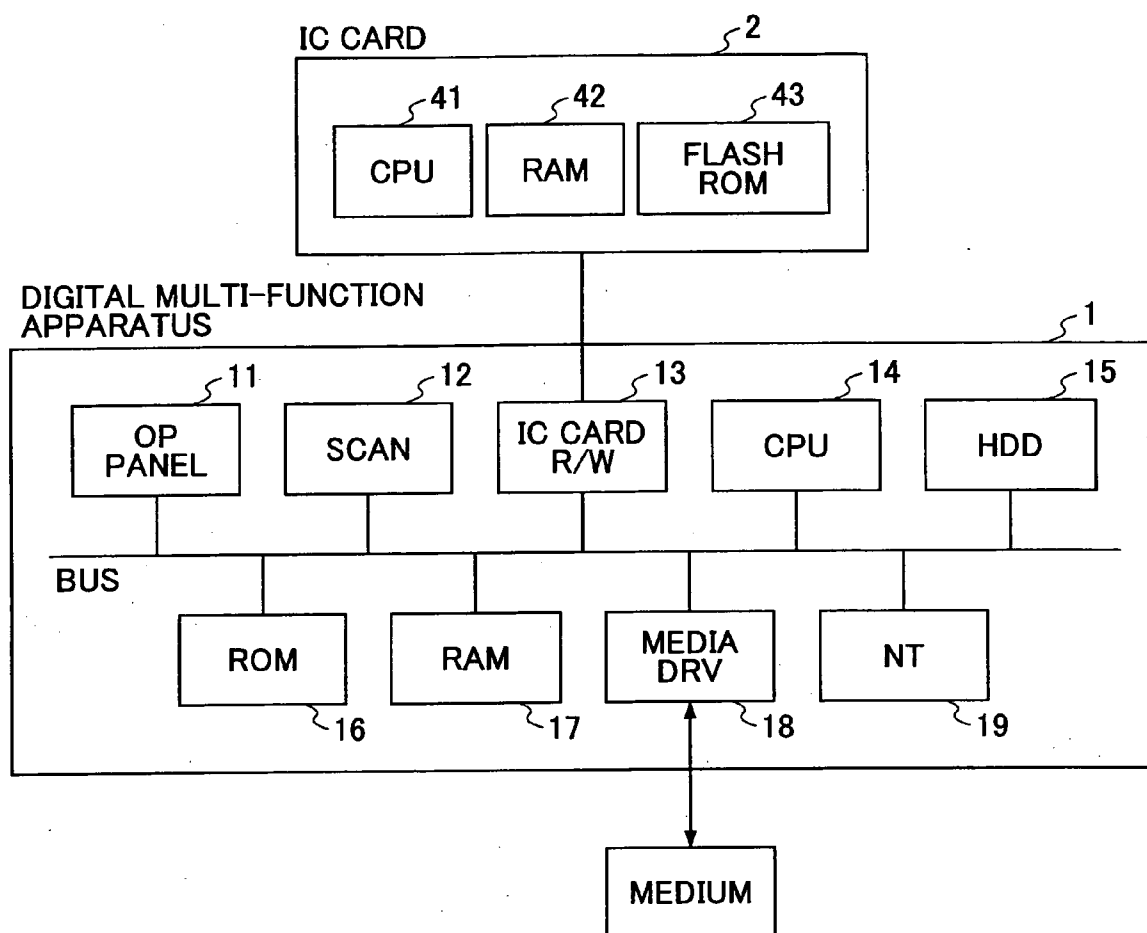 IC CARD
2
41
42
43
CPU
RAM
FLASH
ROM
DIGITAL MULTI-FUNCTION
APPARATUS
1
11
12
13
14
15
OP
PANEL
SCAN
IC CARD
R/W
CPU
HDD
BUS
ROM
RAM
MEDIA
DRV
NT
16
17
18
19
MEDIUM